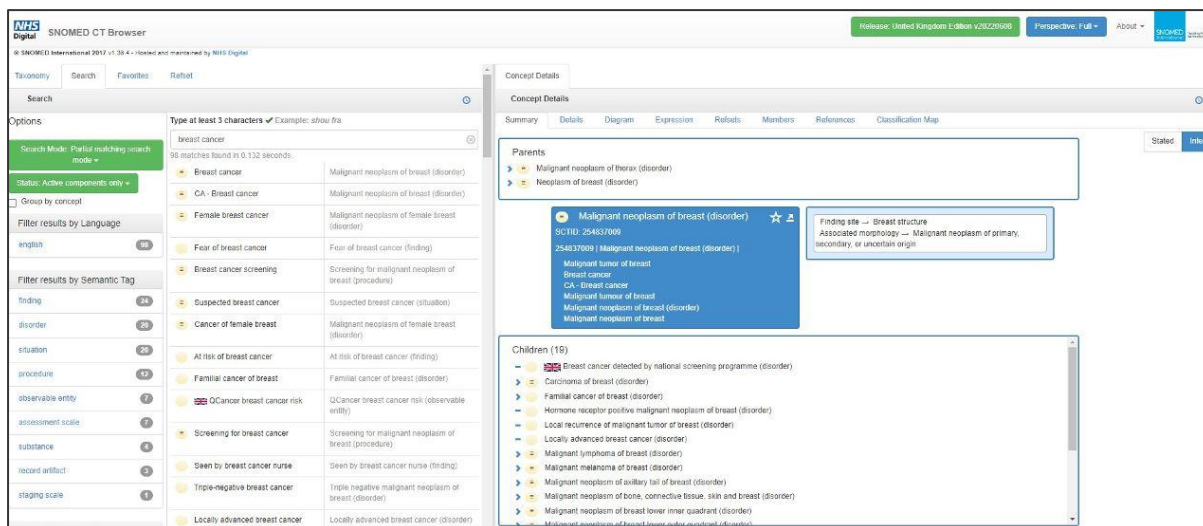 NHS
Digital
SNOMED CT Browser
Release: United Kingdom Edition v20220608
Perspective: Full
About
SNOMED
International
© SNOMED International 2017 v1.36.4 - Hosted and maintained by NHS Digital
Taxonomy
Search
Favorites
Refset
Search
Options
Search Mode: Partial matching search
mode
Status: Active components only
Group by concept
Filter results by Language
english
98
Filter results by Semantic Tag
finding
24
disorder
20
situation
20
procedure
12
observable entity
7
assessment scale
7
substance
4
record artifact
3
staging scale
1
Type at least 3 characters ✓ Example: shou fra
breast cancer
98 matches found in 0.132 seconds.
Breast cancer
Malignant neoplasm of breast (disorder)
CA - Breast cancer
Malignant neoplasm of breast (disorder)
Female breast cancer
Malignant neoplasm of female breast
(disorder)
Fear of breast cancer
Fear of breast cancer (finding)
Breast cancer screening
Screening for malignant neoplasm of
breast (procedure)
Suspected breast cancer
Suspected breast cancer (situation)
Cancer of female breast
Malignant neoplasm of female breast
(disorder)
At risk of breast cancer
At risk of breast cancer (finding)
Familial cancer of breast
Familial cancer of breast (disorder)
QCancer breast cancer risk
QCancer breast cancer risk (observable
entity)
Screening for breast cancer
Screening for malignant neoplasm of
breast (procedure)
Seen by breast cancer nurse
Seen by breast cancer nurse (finding)
Triple-negative breast cancer
Triple negative malignant neoplasm of
breast (disorder)
Locally advanced breast cancer
Locally advanced breast cancer (disorder)
Concept Details
Concept Details
Summary
Details
Diagram
Expression
Refsets
Members
References
Classification Map
Stated
Infe
Parents
Malignant neoplasm of thorax (disorder)
Neoplasm of breast (disorder)
Malignant neoplasm of breast (disorder)
SCTID: 254837009
254837009 | Malignant neoplasm of breast (disorder) |
Malignant tumor of breast
Breast cancer
CA - Breast cancer
Malignant tumour of breast
Malignant neoplasm of breast (disorder)
Malignant neoplasm of breast
Finding site → Breast structure
Associated morphology → Malignant neoplasm of primary,
secondary, or uncertain origin
Children (19)
Breast cancer detected by national screening programme (disorder)
Carcinoma of breast (disorder)
Familial cancer of breast (disorder)
Hormone receptor positive malignant neoplasm of breast (disorder)
Local recurrence of malignant tumor of breast (disorder)
Locally advanced breast cancer (disorder)
Malignant lymphoma of breast (disorder)
Malignant melanoma of breast (disorder)
Malignant neoplasm of axillary tail of breast (disorder)
Malignant neoplasm of bone, connective tissue, skin and breast (disorder)
Malignant neoplasm of breast lower inner quadrant (disorder)
Malignant neoplasm of breast lower outer quadrant (disorder)